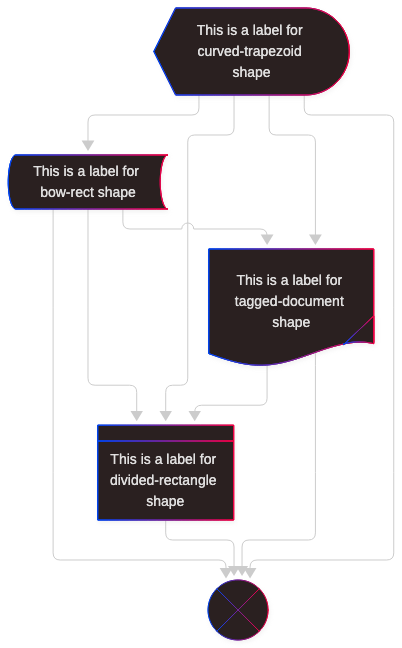 This is a label for
curved-trapezoid
shape
This is a label for
bow-rect shape
This is a label for
tagged-document
shape
This is a label for
divided-rectangle
shape